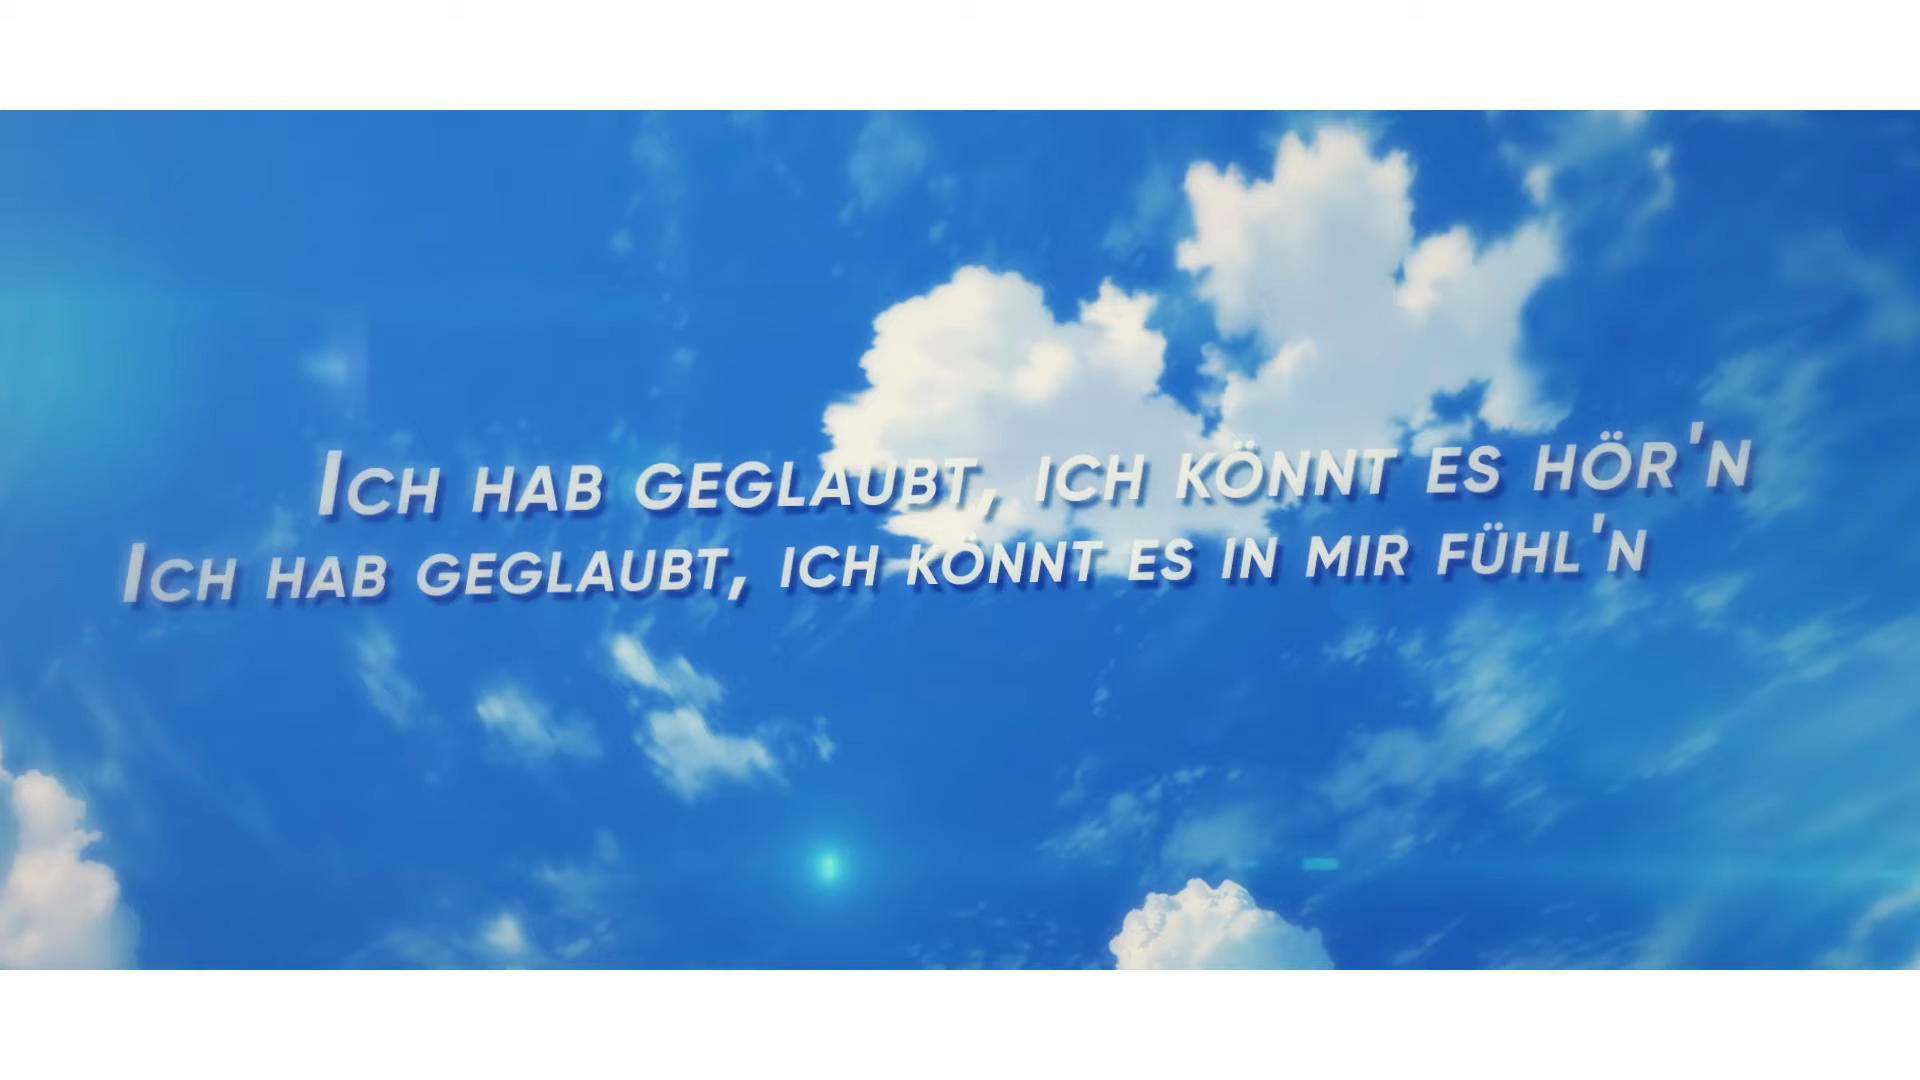 Ich hab geglaubt, ich könnt es hör'n
Ich hab geglaubt, ich könnt es in mir fühl'n